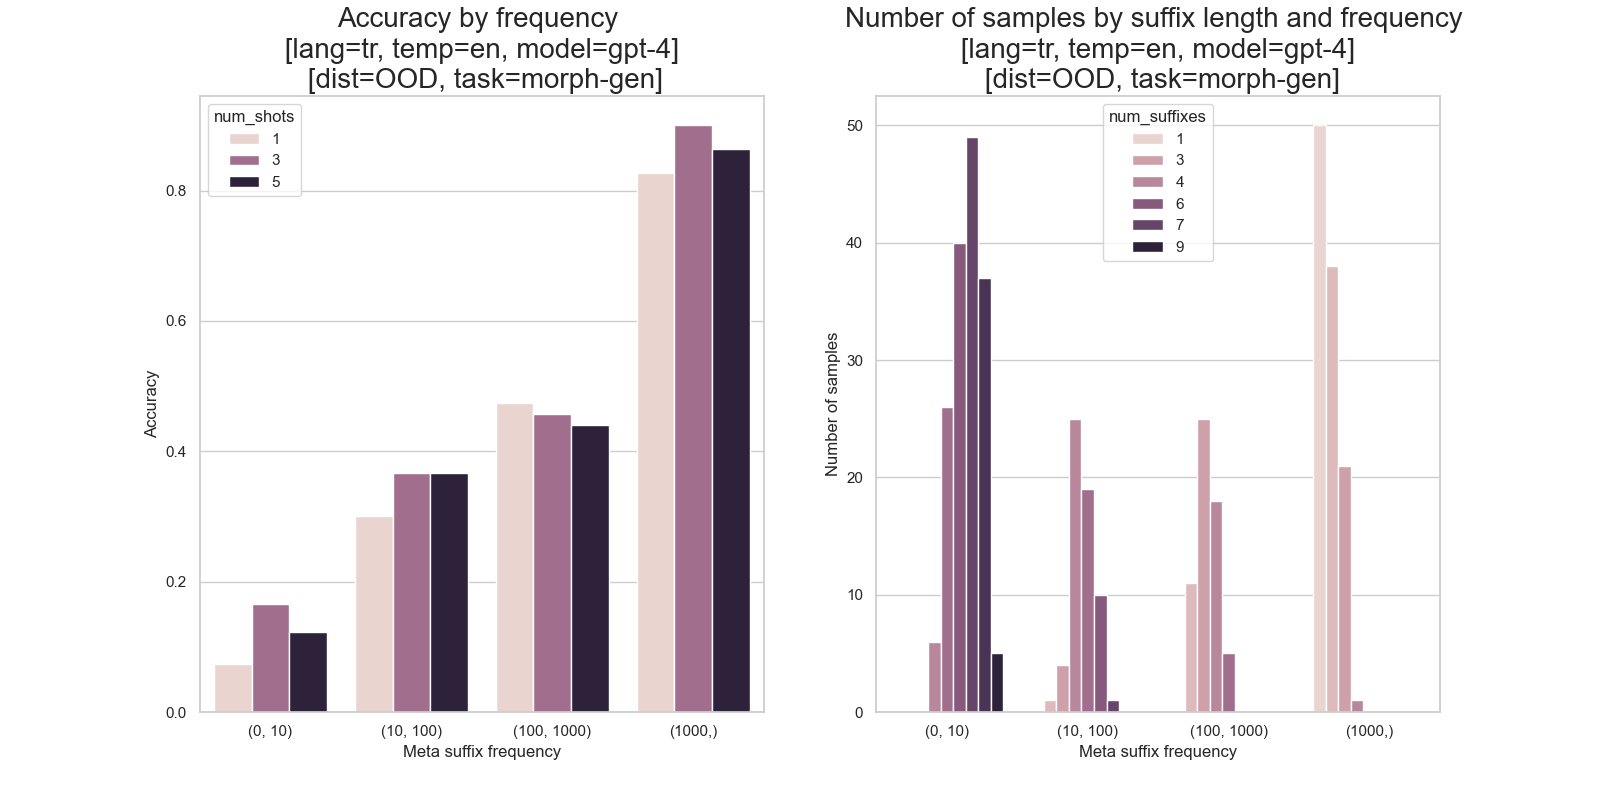 Accuracy by frequency
[lang=tr, temp=en, model=gpt-4]
[dist=OOD, task=morph-gen]
num_shots
1
3
5
0.8
0.6
0.4
0.2
0.0
Accuracy
(0, 10)
(10, 100)
(100, 1000)
(1000,)
Meta suffix frequency
Number of samples by suffix length and frequency
[lang=tr, temp=en, model=gpt-4]
[dist=OOD, task=morph-gen]
num_suffixes
1
3
4
6
7
9
50
40
30
20
10
0
Number of samples
(0, 10)
(10, 100)
(100, 1000)
(1000,)
Meta suffix frequency